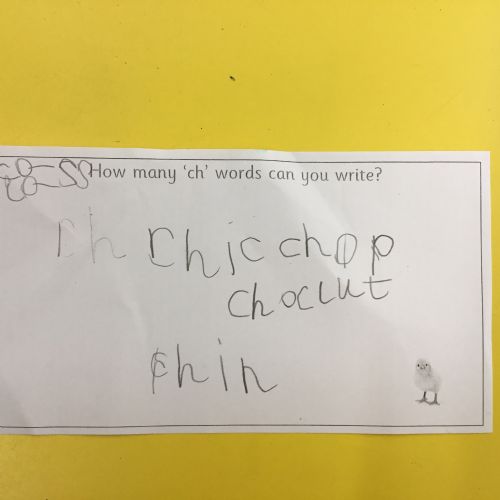 How many 'ch' words can you write?
ch chic chop
choclut
chin